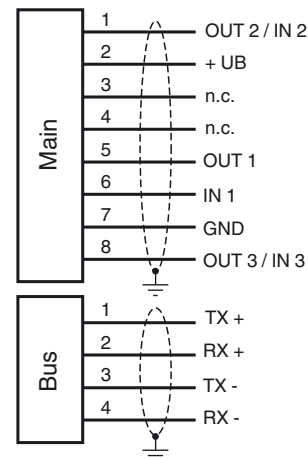 Main
1 OUT 2 / IN 2
2 + UB
3 n.c.
4 n.c.
5 OUT 1
6 IN 1
7 GND
8 OUT 3 / IN 3
Bus
1 TX +
2 RX +
3 TX -
4 RX -